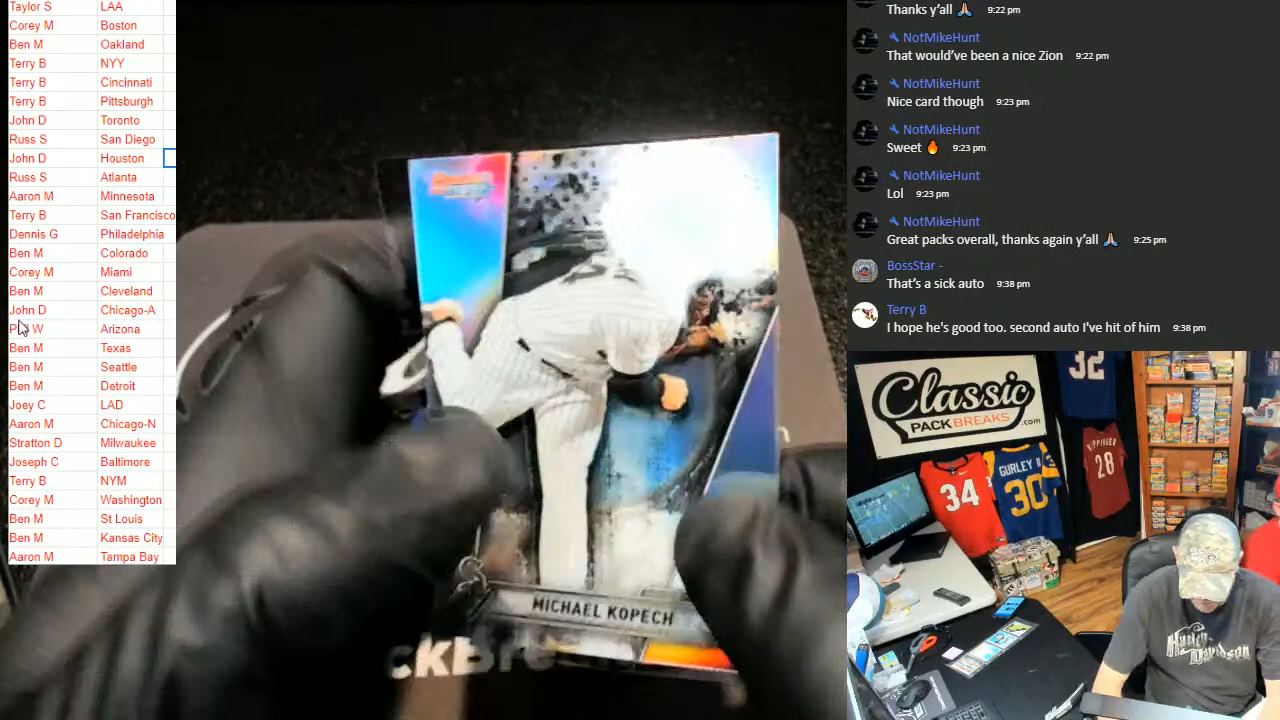 Taylor S LAA
Corey M Boston
Ben M Oakland
Terry B NYY
Terry B Cincinnati
Terry B Pittsburgh
John D Toronto
Russ S San Diego
John D Houston
Russ S Atlanta
Aaron M Minnesota
Terry B San Francisco
Dennis G Philadelphia
Ben M Colorado
Corey M Miami
Ben M Cleveland
John D Chicago-A
W Arizona
Ben M Texas
Ben M Seattle
Ben M Detroit
Joey C LAD
Aaron M Chicago-N
Stratton D Milwaukee
Joseph C Baltimore
Terry B NYM
Corey M Washington
Ben M St Louis
Ben M Kansas City
Aaron M Tampa Bay
MICHAEL KOPECH
Thanks y'all 🙏 9:22 pm
NotMikeHunt
That would've been a nice Zion 9:22 pm
NotMikeHunt
Nice card though 9:23 pm
NotMikeHunt
Sweet 🔥 9:23 pm
NotMikeHunt
Lol 9:23 pm
NotMikeHunt
Great packs overall, thanks again y'all 🙏 9:25 pm
BossStar -
That's a sick auto 9:38 pm
Terry B
I hope he's good too. second auto I've hit of him 9:38 pm
Classic
PACK BREAKS .com
32
34
GURLEY II
30
28
Harley-Davidson